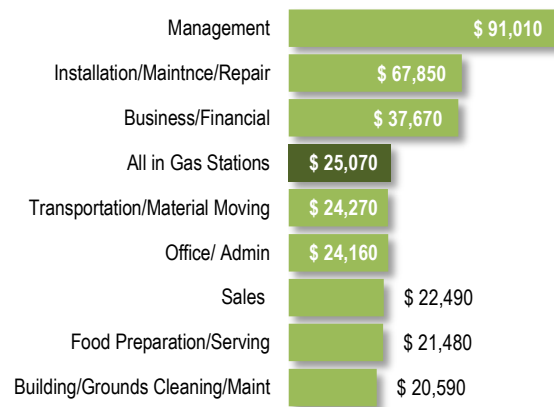 Management $ 91,010
Installation/Maintnce/Repair $ 67,850
Business/Financial $ 37,670
All in Gas Stations $ 25,070
Transportation/Material Moving $ 24,270
Office/ Admin $ 24,160
Sales $ 22,490
Food Preparation/Serving $ 21,480
Building/Grounds Cleaning/Maint $ 20,590